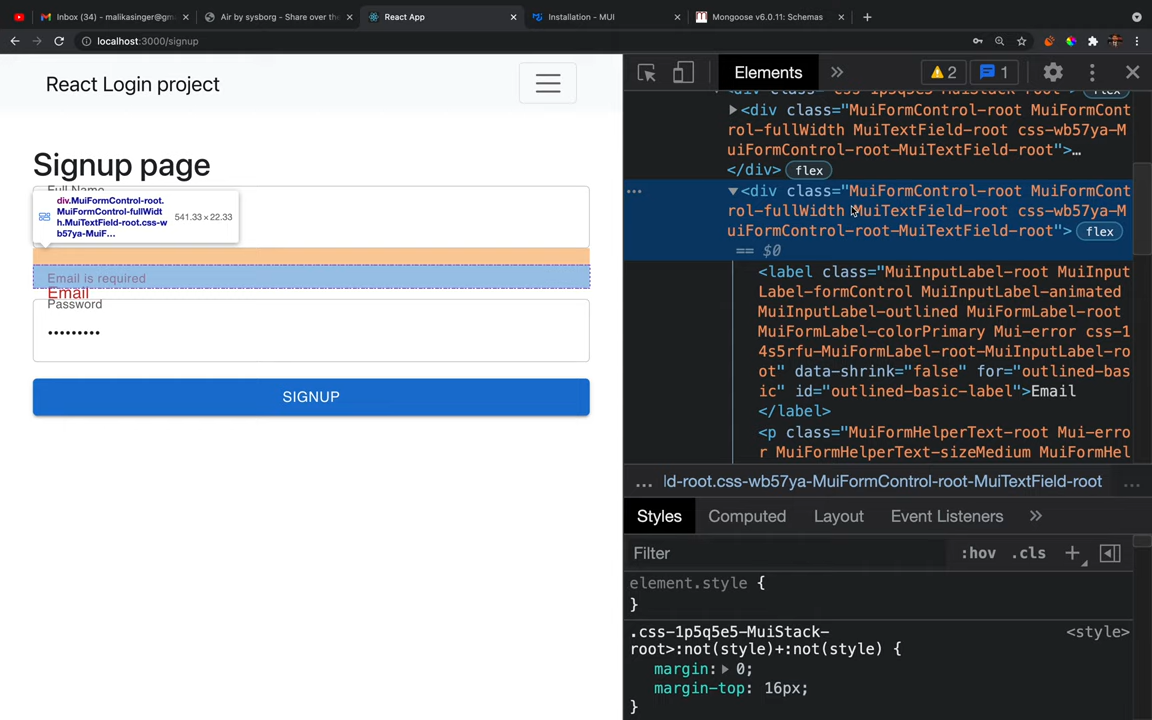 Inbox (34) - malikasinger@gm
Air by sysborg - Share over the
React App
Installation - MUI
Mongoose v6.0.11: Schemas
localhost:3000/signup
React Login project
Signup page
Full Name
div.MuiFormControl-root.
MuiFormControl-fullWidt
h.MuiTextField-root.css-w
b57ya-MuiF...
541.33 × 22.33
Email is required
Email
Password
SIGNUP
Elements
2
1
<div class="css-1p5q5e5-MuiStack-root">
flex
<div class="MuiFormControl-root MuiFormCont
rol-fullWidth MuiTextField-root css-wb57ya-M
uiFormControl-root-MuiTextField-root">…
</div>
flex
<div class="MuiFormControl-root MuiFormCont
rol-fullWidth MuiTextField-root css-wb57ya-M
uiFormControl-root-MuiTextField-root">
flex
== $0
<label class="MuiInputLabel-root MuiInput
Label-formControl MuiInputLabel-animated
MuiInputLabel-outlined MuiFormLabel-root
MuiFormLabel-colorPrimary Mui-error css-1
4s5rfu-MuiFormLabel-root-MuiInputLabel-ro
ot" data-shrink="false" for="outlined-bas
ic" id="outlined-basic-label">Email
</label>
<p class="MuiFormHelperText-root Mui-erro
r MuiFormHelperText-sizeMedium MuiFormHel
... ld-root.css-wb57ya-MuiFormControl-root-MuiTextField-root ...
Styles
Computed
Layout
Event Listeners
Filter
:hov
.cls
element.style {
}
.css-1p5q5e5-MuiStack-
root>:not(style)+:not(style) {
<style>
margin: 0;
margin-top: 16px;
}